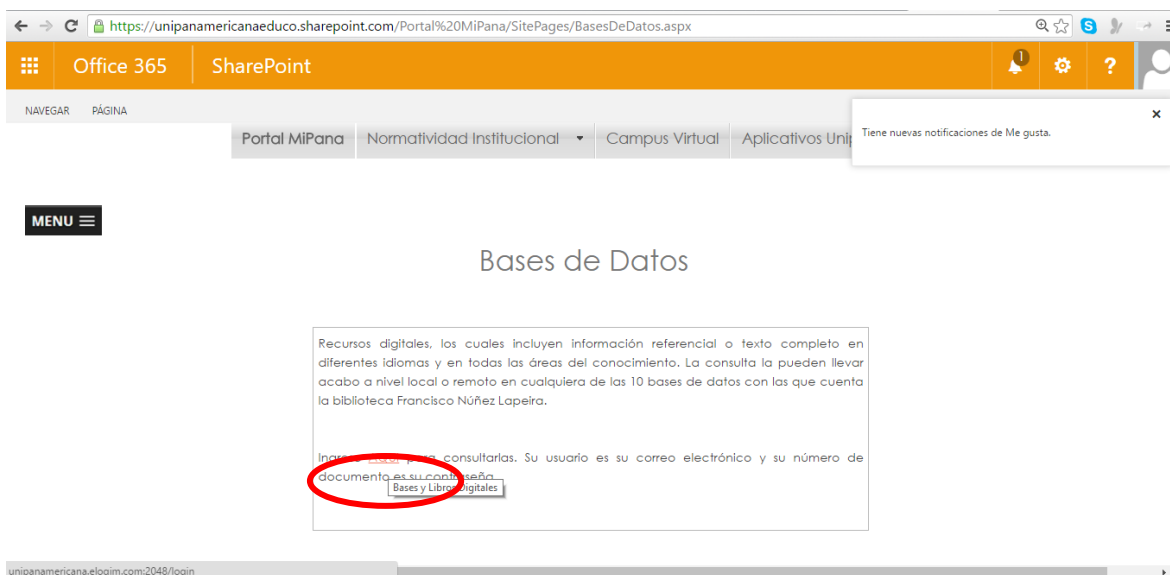 https://unipanamericanaeduco.sharepoint.com/Portal%20MiPana/SitePages/BasesDeDatos.aspx
Office 365 SharePoint 1 ?
NAVEGAR PÁGINA
Tiene nuevas notificaciones de Me gusta.
Portal MiPana Normatividad Institucional Campus Virtual Aplicativos
MENU
Bases de Datos
Recursos digitales, los cuales incluyen información referencial o texto completo en
diferentes idiomas y en todas las áreas del conocimiento. La consulta la pueden llevar
acabo a nivel local o remoto en cualquiera de las 10 bases de datos con las que cuenta
la biblioteca Francisco Núñez Lapeira.
para consultarlas. Su usuario es su correo electrónico y su número de
documento es su contraseña
Bases y Libros Digitales
unipanamericana.elogim.com:2048/login